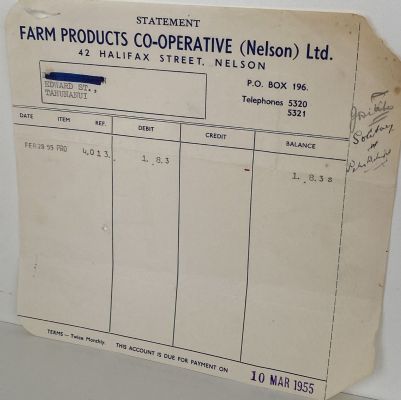 STATEMENT
FARM PRODUCTS CO-OPERATIVE (Nelson) Ltd.
42 HALIFAX STREET, NELSON
P.O. BOX 196.
Telephones 5320
5321
EDWARD ST.,
TAHUNANUI
DATE ITEM REF. DEBIT CREDIT BALANCE
FEB 28 55 PRO 4,013. 1. 8.3 1. 8.3
TERMS — Twice Monthly. THIS ACCOUNT IS DUE FOR PAYMENT ON 10 MAR 1955